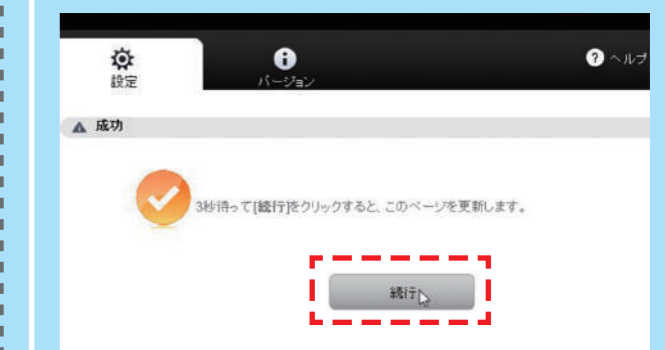 設定
バージョン
ヘルプ
成功
3秒待って[続行]をクリックすると、このページを更新します。
続行